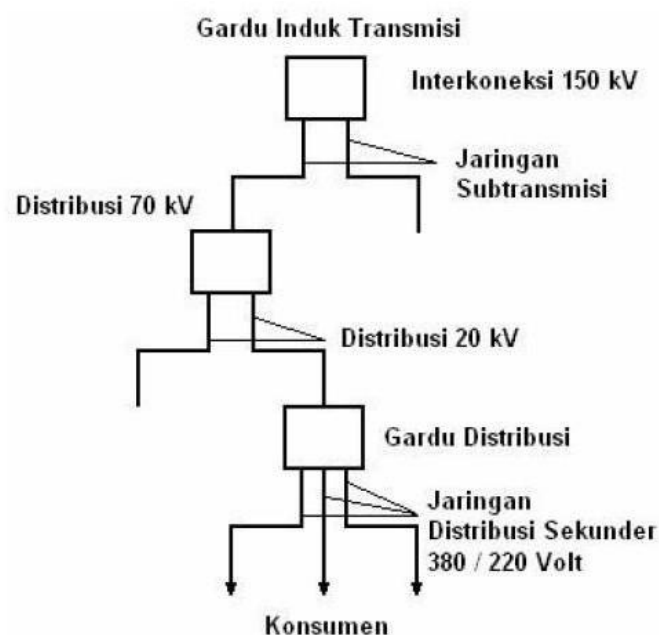 Gardu Induk Transmisi
Interkoneksi 150 kV
Jaringan
Subtransmisi
Distribusi 70 kV
Distribusi 20 kV
Gardu Distribusi
Jaringan
Distribusi Sekunder
380 / 220 Volt
Konsumen